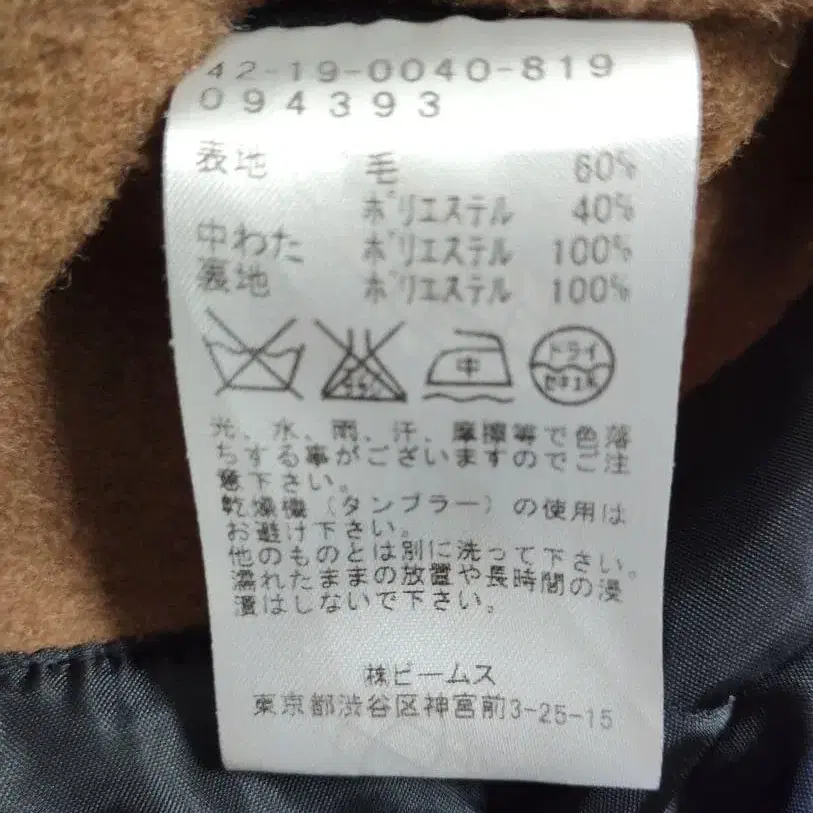 42-19-0040-819
094393
表地 毛 60%
ポリエステル 40%
中わた ポリエステル 100%
裏地 ポリエステル 100%
エンソ 中 ドライ セキユ系
光、水、雨、汗、摩擦等で色落
ちする事がございますのでご注
意下さい。
乾燥機（タンブラー）の使用は
お避け下さい。
他のものとは別に洗って下さい。
濡れたままの放置や長時間の浸
漬はしないで下さい。
㈱ビームス
東京都渋谷区神宮前3-25-15